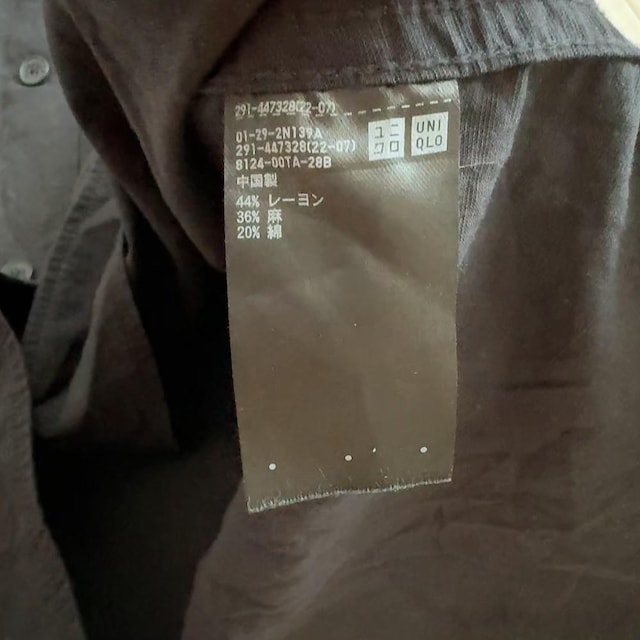 291-447328(22-07)
01-29-2N139A
291-447328(22-07)
8124-00TA-28B
中国製
44% レーヨン
36% 麻
20% 綿
ユニ
クロ
UNI
QLO